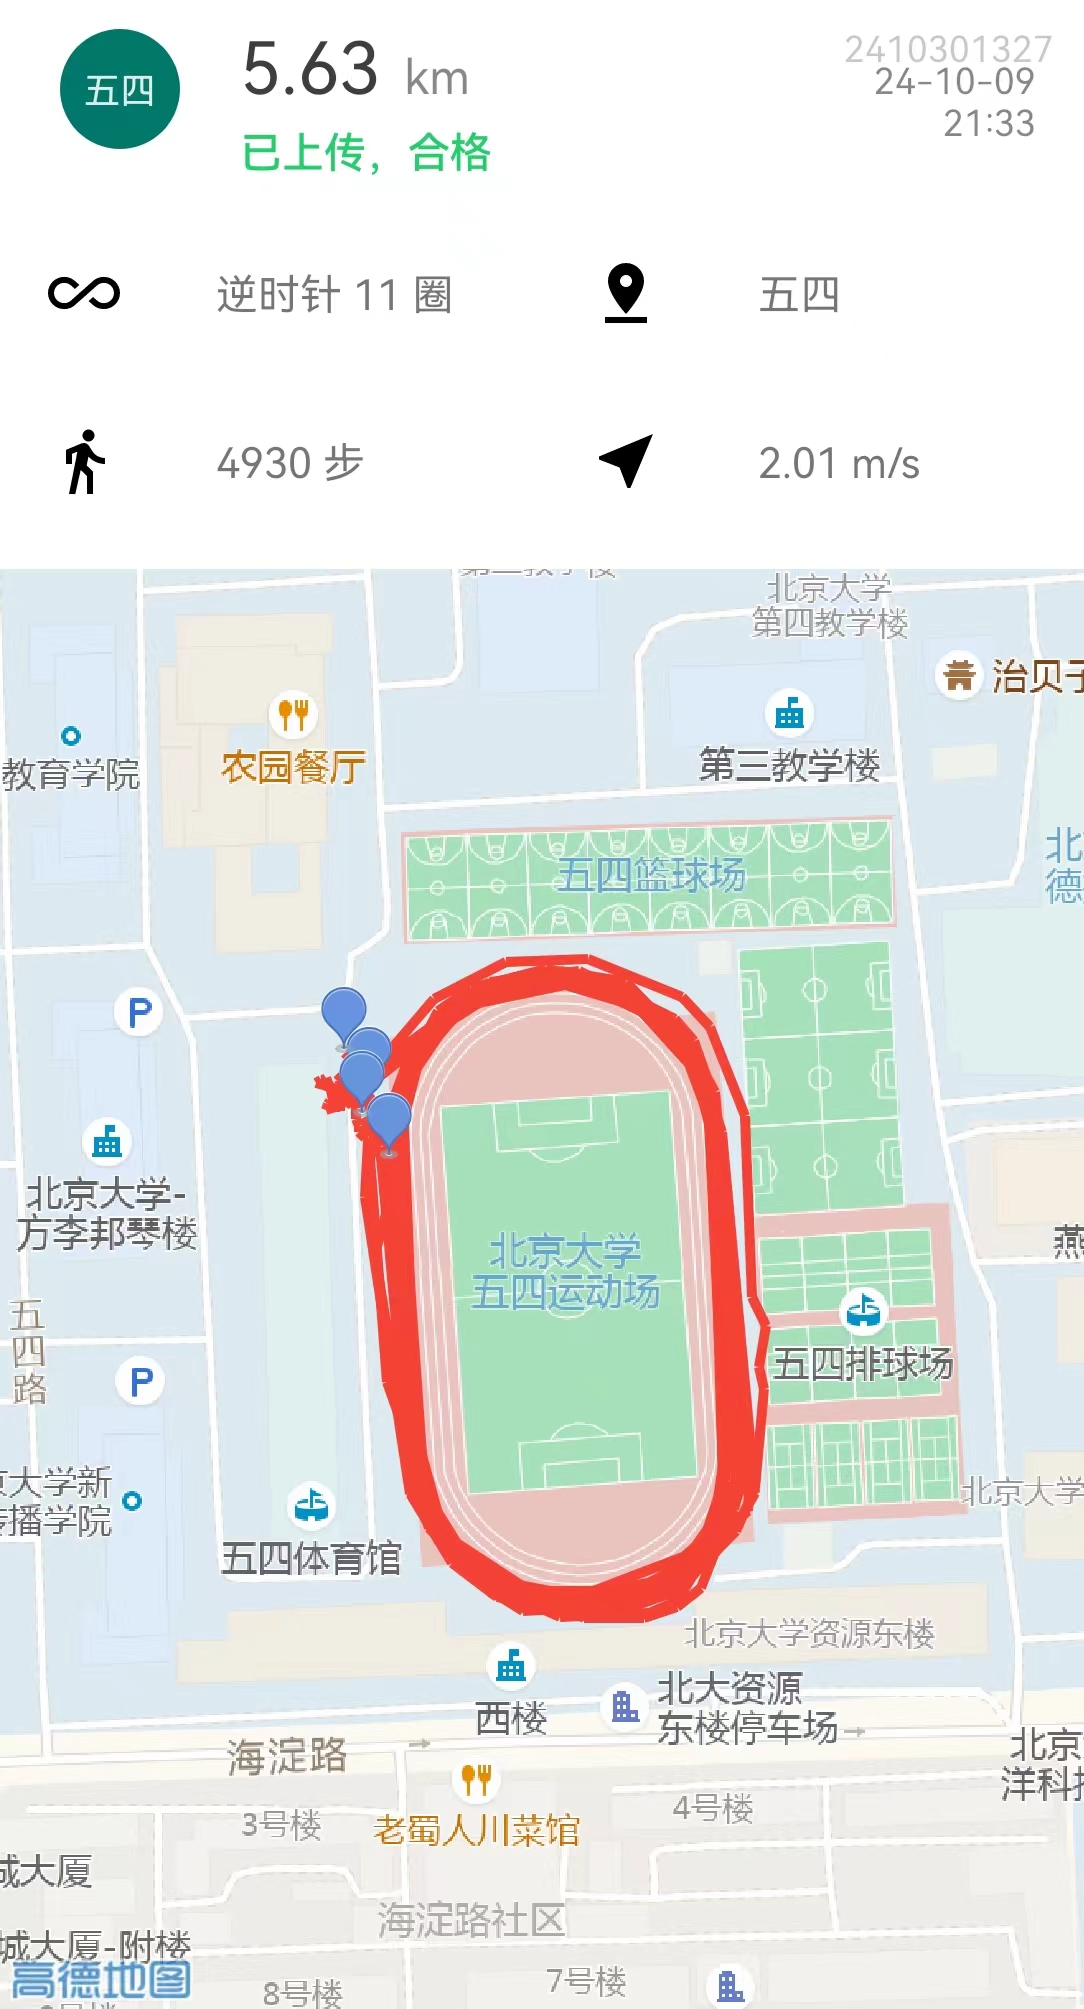 五四
5.63 km
已上传，合格
2410301327
24-10-09
21:33
逆时针 11 圈
五四
4930 步
2.01 m/s
北京大学
第四教学楼
治贝子
农园餐厅
教育学院
第三教学楼
五四篮球场
北
德
P
北京大学-
方李邦琴楼
北京大学
五四运动场
燕
五四路
五四排球场
P
京大学新
传播学院
北京大学
五四体育馆
北京大学资源东楼
西楼
北大资源
东楼停车场
海淀路
北京
洋科技
老蜀人川菜馆
3号楼
4号楼
城大厦
海淀路社区
城大厦-附楼
高德地图
8号楼
7号楼